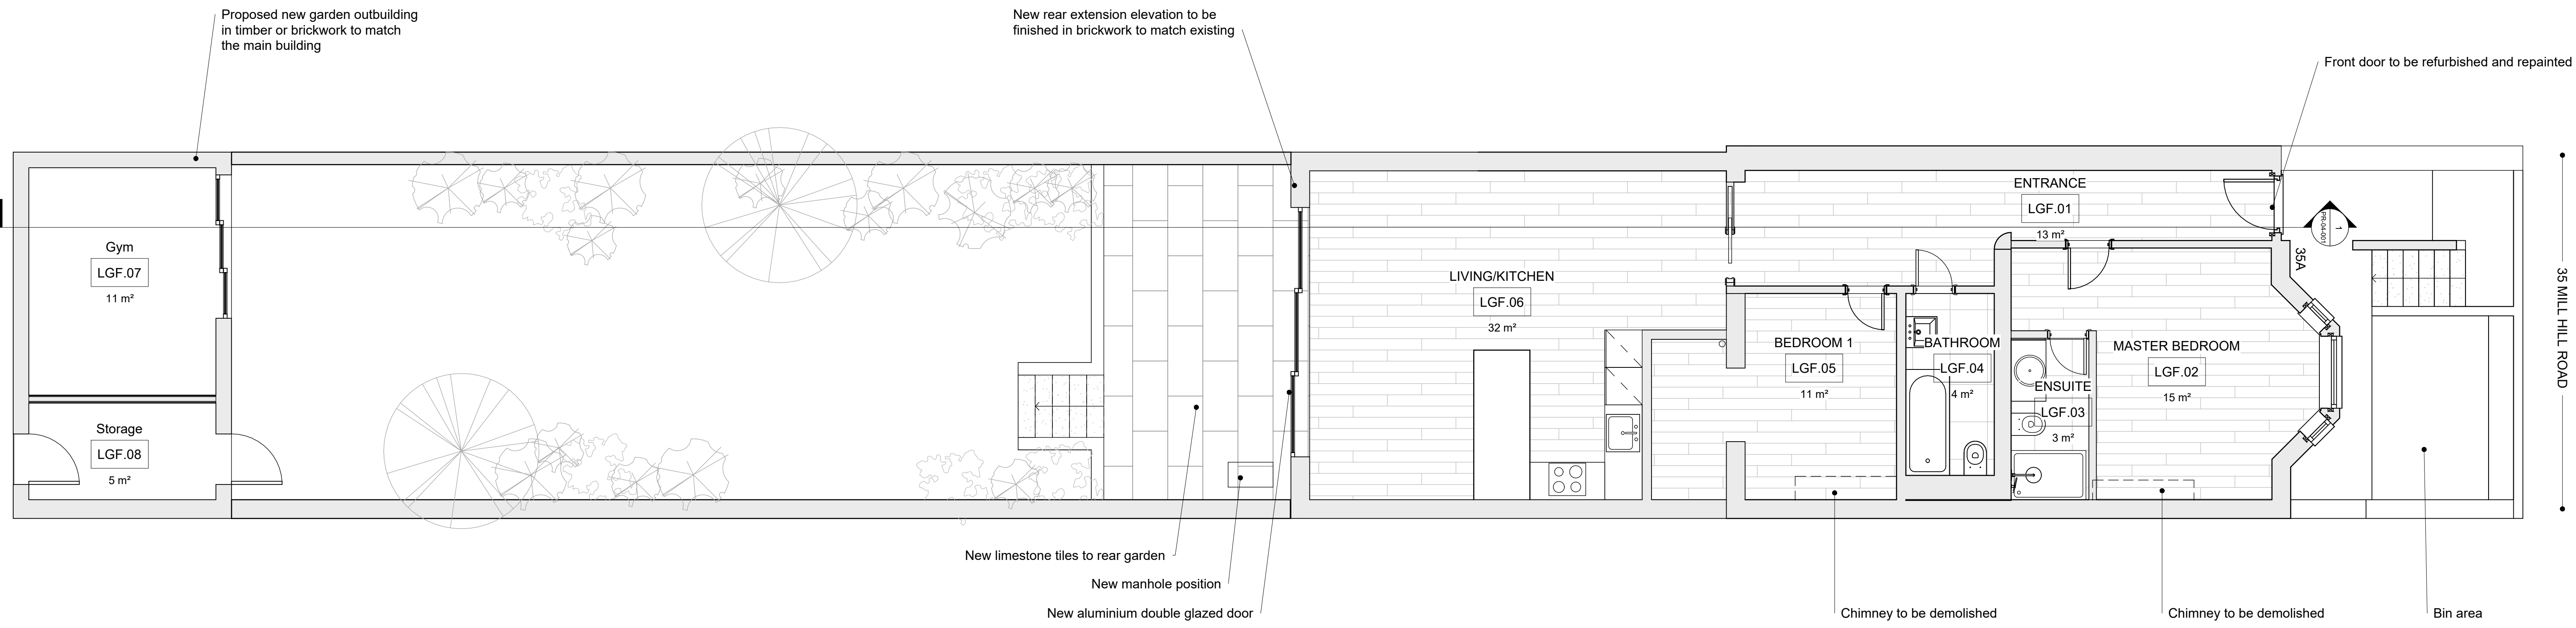 Proposed new garden outbuilding
in timber or brickwork to match
the main building
New rear extension elevation to be
finished in brickwork to match existing
Front door to be refurbished and repainted
ENTRANCE
LGF.01
13 m²
1
PR-04-001
35A
35 MILL HILL ROAD
Gym
LGF.07
11 m²
LIVING/KITCHEN
LGF.06
32 m²
BEDROOM 1
LGF.05
11 m²
BATHROOM
LGF.04
4 m²
MASTER BEDROOM
LGF.02
15 m²
ENSUITE
LGF.03
3 m²
Storage
LGF.08
5 m²
New limestone tiles to rear garden
New manhole position
New aluminium double glazed door
Chimney to be demolished
Chimney to be demolished
Bin area